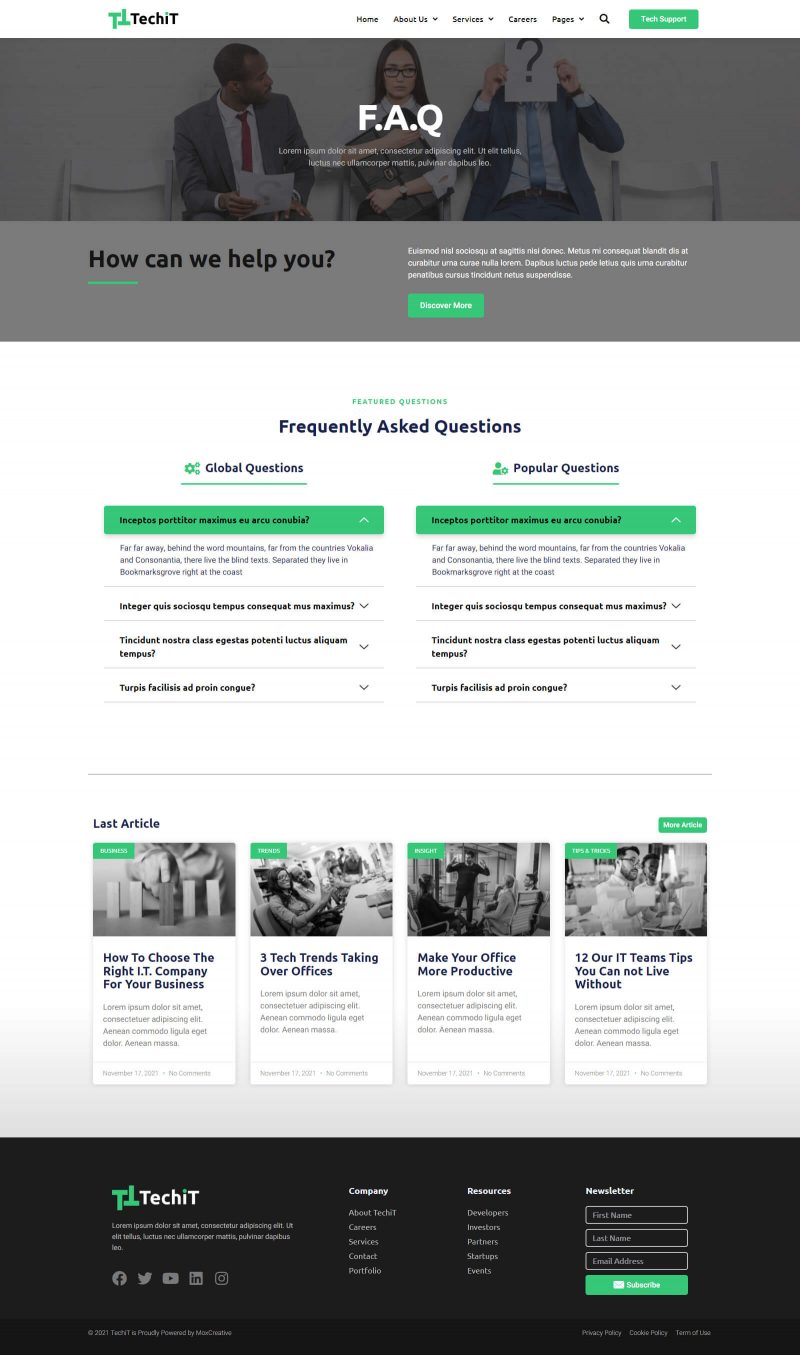 TechiT
Home About Us Services Careers Pages Tech Support
?
F.A.Q
Lorem ipsum dolor sit amet, consectetur adipiscing elit. Ut elit tellus,
luctus nec ullamcorper mattis, pulvinar dapibus leo.
How can we help you?
Euismod nisl sociosqu at sagittis nisi donec. Metus mi consequat blandit dis at
curabitur urna curae nulla lorem. Dapibus luctus pede letius quis urna curabitur
penatibus cursus tincidunt netus suspendisse.
Discover More
FEATURED QUESTIONS
Frequently Asked Questions
Global Questions
Inceptos porttitor maximus eu arcu conubia?
Far far away, behind the word mountains, far from the countries Vokalia
and Consonantia, there live the blind texts. Separated they live in
Bookmarksgrove right at the coast
Integer quis sociosqu tempus consequat mus maximus?
Tincidunt nostra class egestas potenti luctus aliquam
tempus?
Turpis facilisis ad proin congue?
Popular Questions
Inceptos porttitor maximus eu arcu conubia?
Far far away, behind the word mountains, far from the countries Vokalia
and Consonantia, there live the blind texts. Separated they live in
Bookmarksgrove right at the coast
Integer quis sociosqu tempus consequat mus maximus?
Tincidunt nostra class egestas potenti luctus aliquam
tempus?
Turpis facilisis ad proin congue?
Last Article
More Article
BUSINESS
How To Choose The
Right I.T. Company
For Your Business
Lorem ipsum dolor sit amet,
consectetuer adipiscing elit.
Aenean commodo ligula eget
dolor. Aenean massa.
November 17, 2021 • No Comments
TRENDS
3 Tech Trends Taking
Over Offices
Lorem ipsum dolor sit amet,
consectetuer adipiscing elit.
Aenean commodo ligula eget
dolor. Aenean massa.
November 17, 2021 • No Comments
INSIGHT
Make Your Office
More Productive
Lorem ipsum dolor sit amet,
consectetuer adipiscing elit.
Aenean commodo ligula eget
dolor. Aenean massa.
November 17, 2021 • No Comments
TIPS & TRICKS
12 Our IT Teams Tips
You Can not Live
Without
Lorem ipsum dolor sit amet,
consectetuer adipiscing elit.
Aenean commodo ligula eget
dolor. Aenean massa.
November 17, 2021 • No Comments
TechiT
Lorem ipsum dolor sit amet, consectetur adipiscing elit. Ut
elit tellus, luctus nec ullamcorper mattis, pulvinar dapibus
leo.
Company
About TechiT
Careers
Services
Contact
Portfolio
Resources
Developers
Investors
Partners
Startups
Events
Newsletter
First Name
Last Name
Email Address
Subscribe
© 2021 TechiT is Proudly Powered by MoxCreative
Privacy Policy Cookie Policy Term of Use